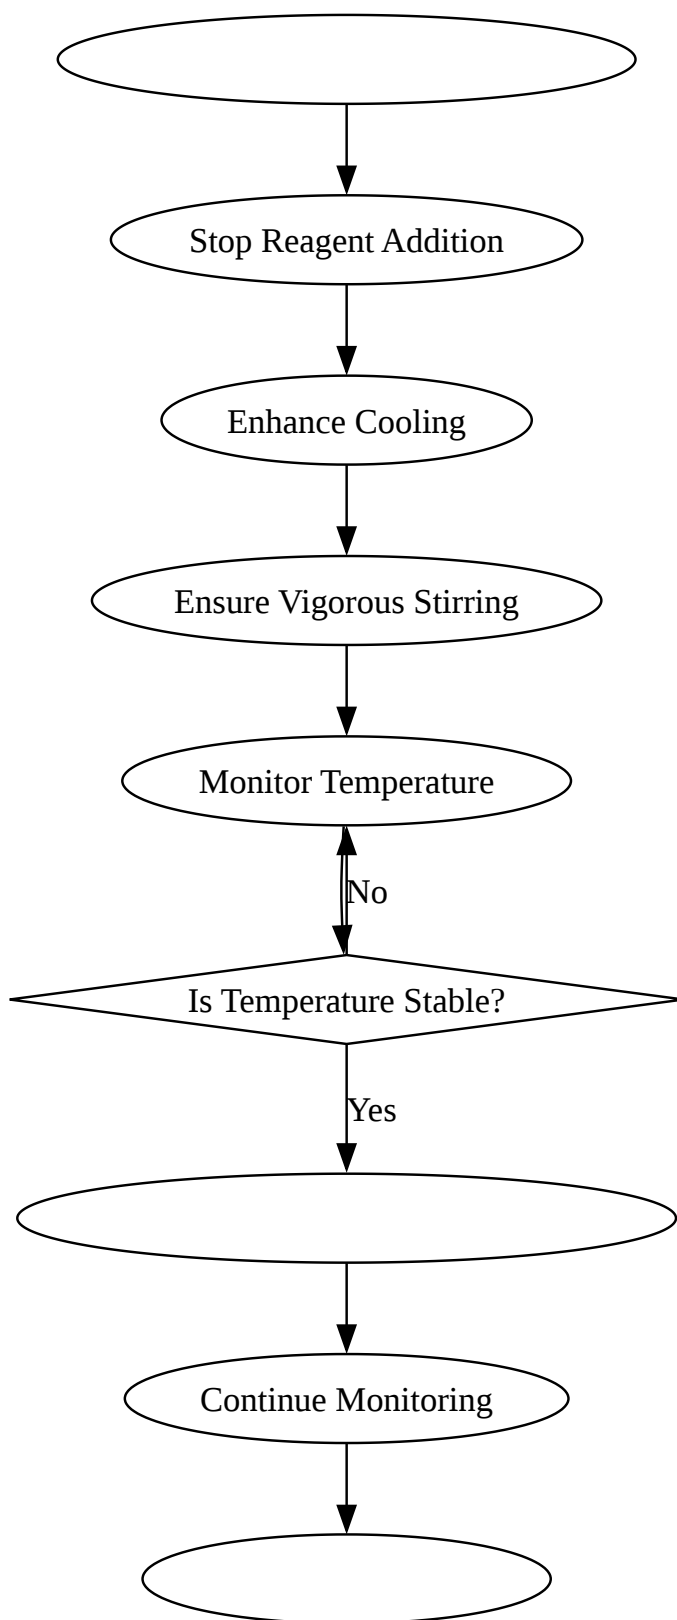 Stop Reagent Addition
Enhance Cooling
Ensure Vigorous Stirring
Monitor Temperature
No
Is Temperature Stable?
Yes
Continue Monitoring